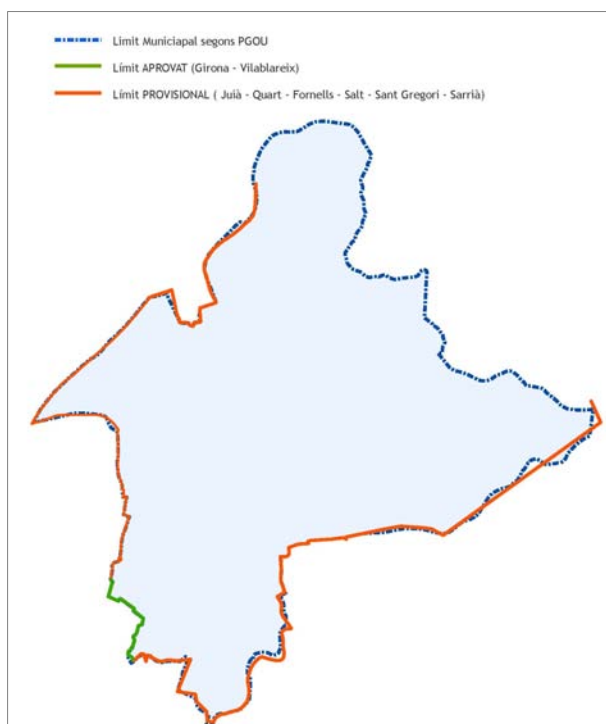 Límit Municiapal segons PGOU
Límit APROVAT (Girona - Vilablareix)
Límit PROVISIONAL ( Juià - Quart - Fornells - Salt - Sant Gregori - Sarrià)